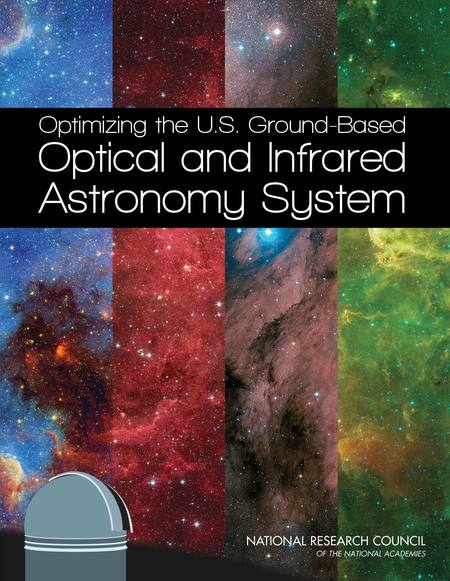 Optimizing the U.S. Ground-Based
Optical and Infrared
Astronomy System
NATIONAL RESEARCH COUNCIL
OF THE NATIONAL ACADEMIES